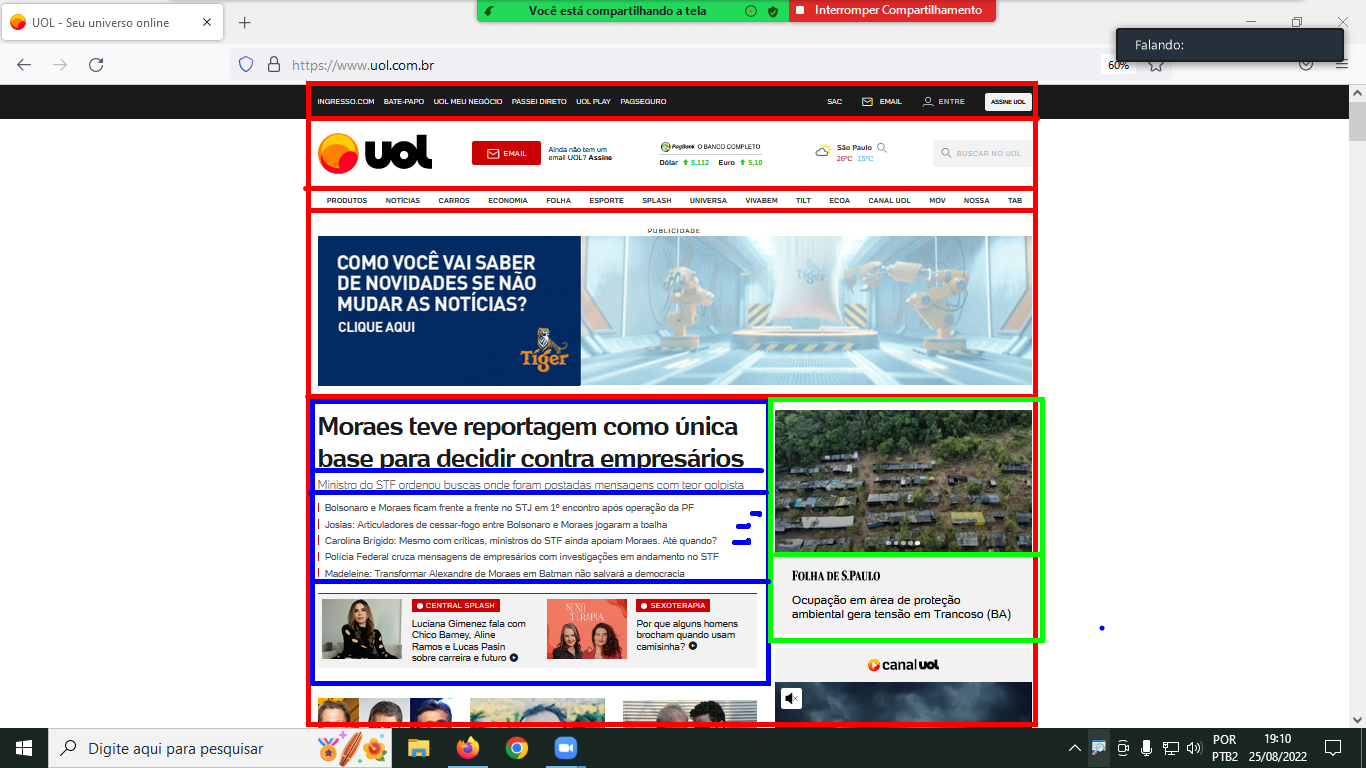 UOL - Seu universo online
Você está compartilhando a tela
Interromper Compartilhamento
Falando:
https://www.uol.com.br
60%
INGRESSO.COM BATE-PAPO UOL MEU NEGÓCIO PASSEI DIRETO UOL PLAY PAGSEGURO SAC EMAIL ENTRE ASSINE UOL
UOL
EMAIL
Ainda não tem um
email UOL? Assine
PagBank O BANCO COMPLETO
Dólar 5,112 Euro 5,10
São Paulo
26°C 15°C
BUSCAR NO UOL
PRODUTOS NOTÍCIAS CARROS ECONOMIA FOLHA ESPORTE SPLASH UNIVERSA VIVABEM TILT ECOA CANAL UOL MOV NOSSA TAB
PUBLICIDADE
COMO VOCÊ VAI SABER
DE NOVIDADES SE NÃO
MUDAR AS NOTÍCIAS?
CLIQUE AQUI
Tiger
Tiger
Moraes teve reportagem como única
base para decidir contra empresários
Ministro do STF ordenou buscas onde foram postadas mensagens com teor golpista
Bolsonaro e Moraes ficam frente a frente no STJ em 1º encontro após operação da PF
Josias: Articuladores de cessar-fogo entre Bolsonaro e Moraes jogaram a toalha
Carolina Brígido: Mesmo com críticas, ministros do STF ainda apoiam Moraes. Até quando?
Polícia Federal cruza mensagens de empresários com investigações em andamento no STF
Madeleine: Transformar Alexandre de Moraes em Batman não salvará a democracia
CENTRAL SPLASH
Luciana Gimenez fala com
Chico Barney, Aline
Ramos e Lucas Pasin
sobre carreira e futuro
SEXOTERAPIA
SEXOTERAPIA
Por que alguns homens
brocham quando usam
camisinha?
FOLHA DE S.PAULO
Ocupação em área de proteção
ambiental gera tensão em Trancoso (BA)
canal UOL
Digite aqui para pesquisar
POR
PTB2
19:10
25/08/2022